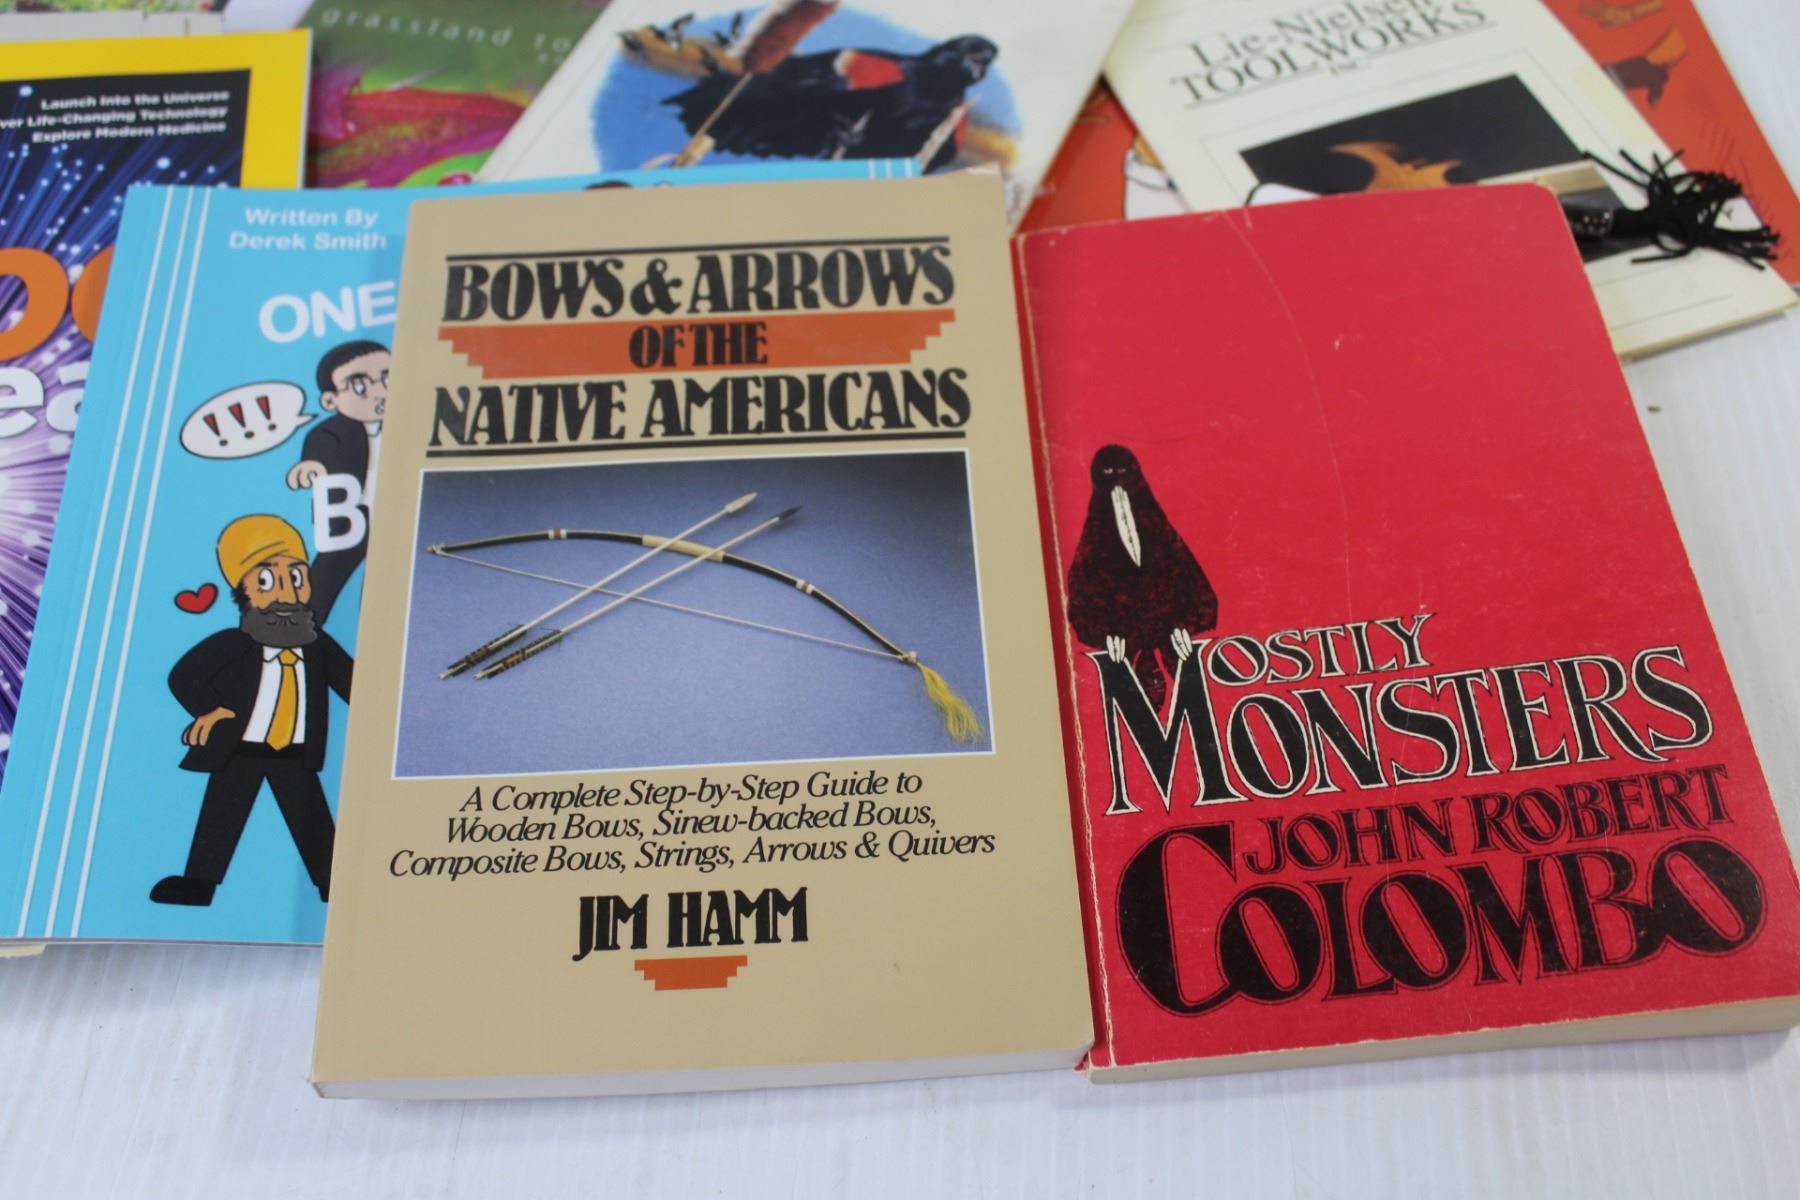 grassland to
Lie-Nielsen
TOOLWORKS
Launch Into the Universe
ver Life-Changing Technology
Explore Modern Medicine
Written By
Derek Smith
ONE
!!!
B
BOWS & ARROWS
OF THE
NATIVE AMERICANS
A Complete Step-by-Step Guide to
Wooden Bows, Sinew-backed Bows,
Composite Bows, Strings, Arrows & Quivers
JIM HAMM
MOSTLY
MONSTERS
JOHN ROBERT
COLOMBO